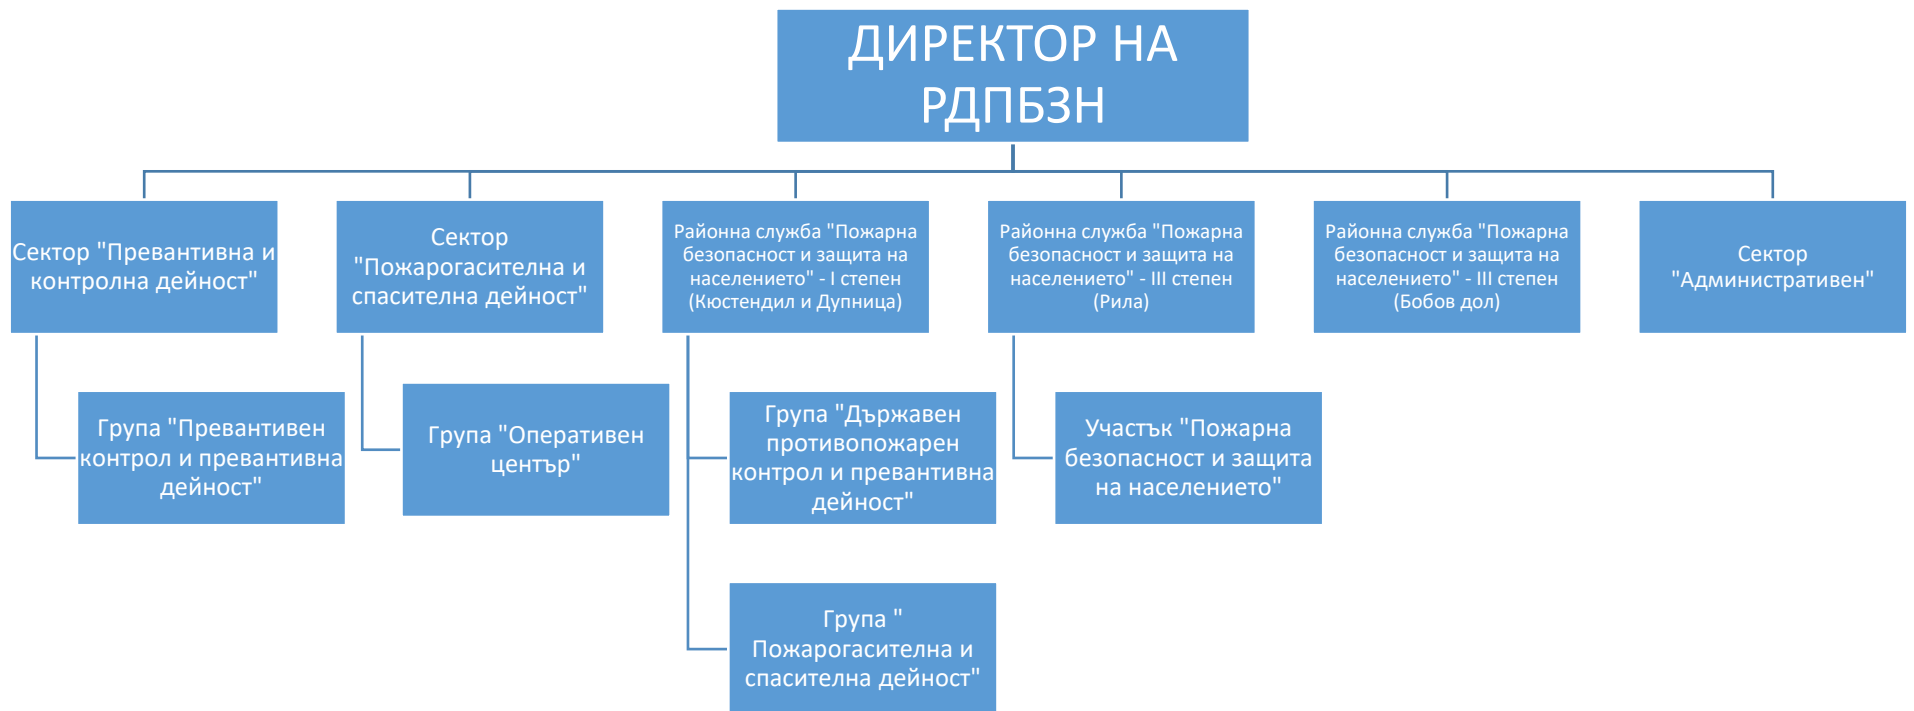 ДИРЕКТОР НА
РДПБЗН
Сектор "Превантивна и
контролна дейност"
Сектор
"Пожарогасителна и
спасителна дейност"
Районна служба "Пожарна
безопасност и защита на
населението" - I степен
(Кюстендил и Дупница)
Районна служба "Пожарна
безопасност и защита на
населението" - III степен
(Рила)
Районна служба "Пожарна
безопасност и защита на
населението" - III степен
(Бобов дол)
Сектор
"Административен"
Група "Превантивен
контрол и превантивна
дейност"
Група "Оперативен
център"
Група "Държавен
противопожарен
контрол и превантивна
дейност"
Участък "Пожарна
безопасност и защита
на населението"
Група "
Пожарогасителна и
спасителна дейност"